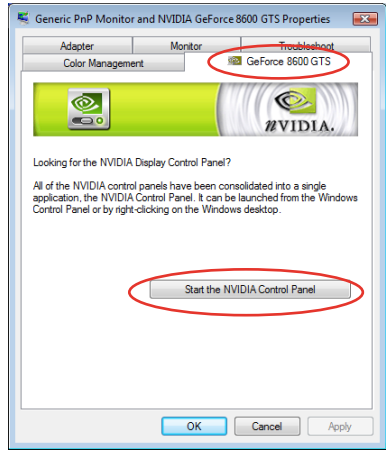 Generic PnP Monitor and NVIDIA GeForce 8600 GTS Properties
Adapter Monitor Troubleshoot
Color Management GeForce 8600 GTS
NVIDIA.
Looking for the NVIDIA Display Control Panel?
All of the NVIDIA control panels have been consolidated into a single
application, the NVIDIA Control Panel. It can be launched from the Windows
Control Panel or by right-clicking on the Windows desktop.
Start the NVIDIA Control Panel
OK Cancel Apply